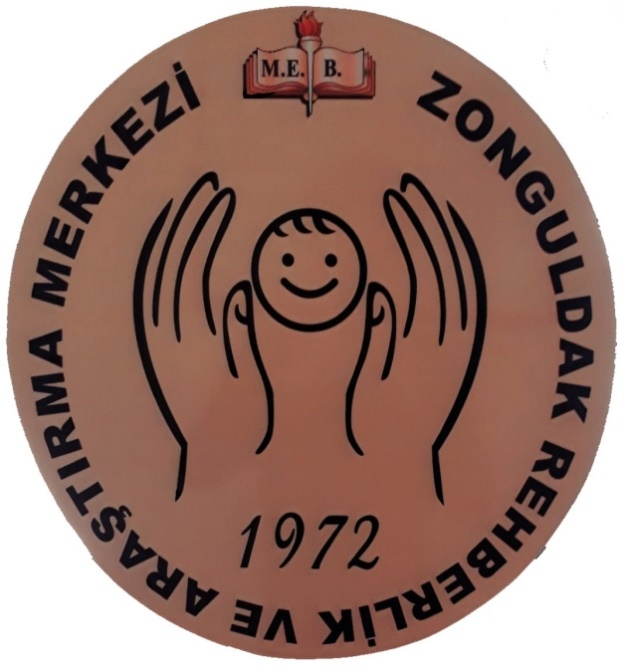 M.E.B.
ZONGULDAK REHBERLİK VE ARAŞTIRMA MERKEZİ
1972